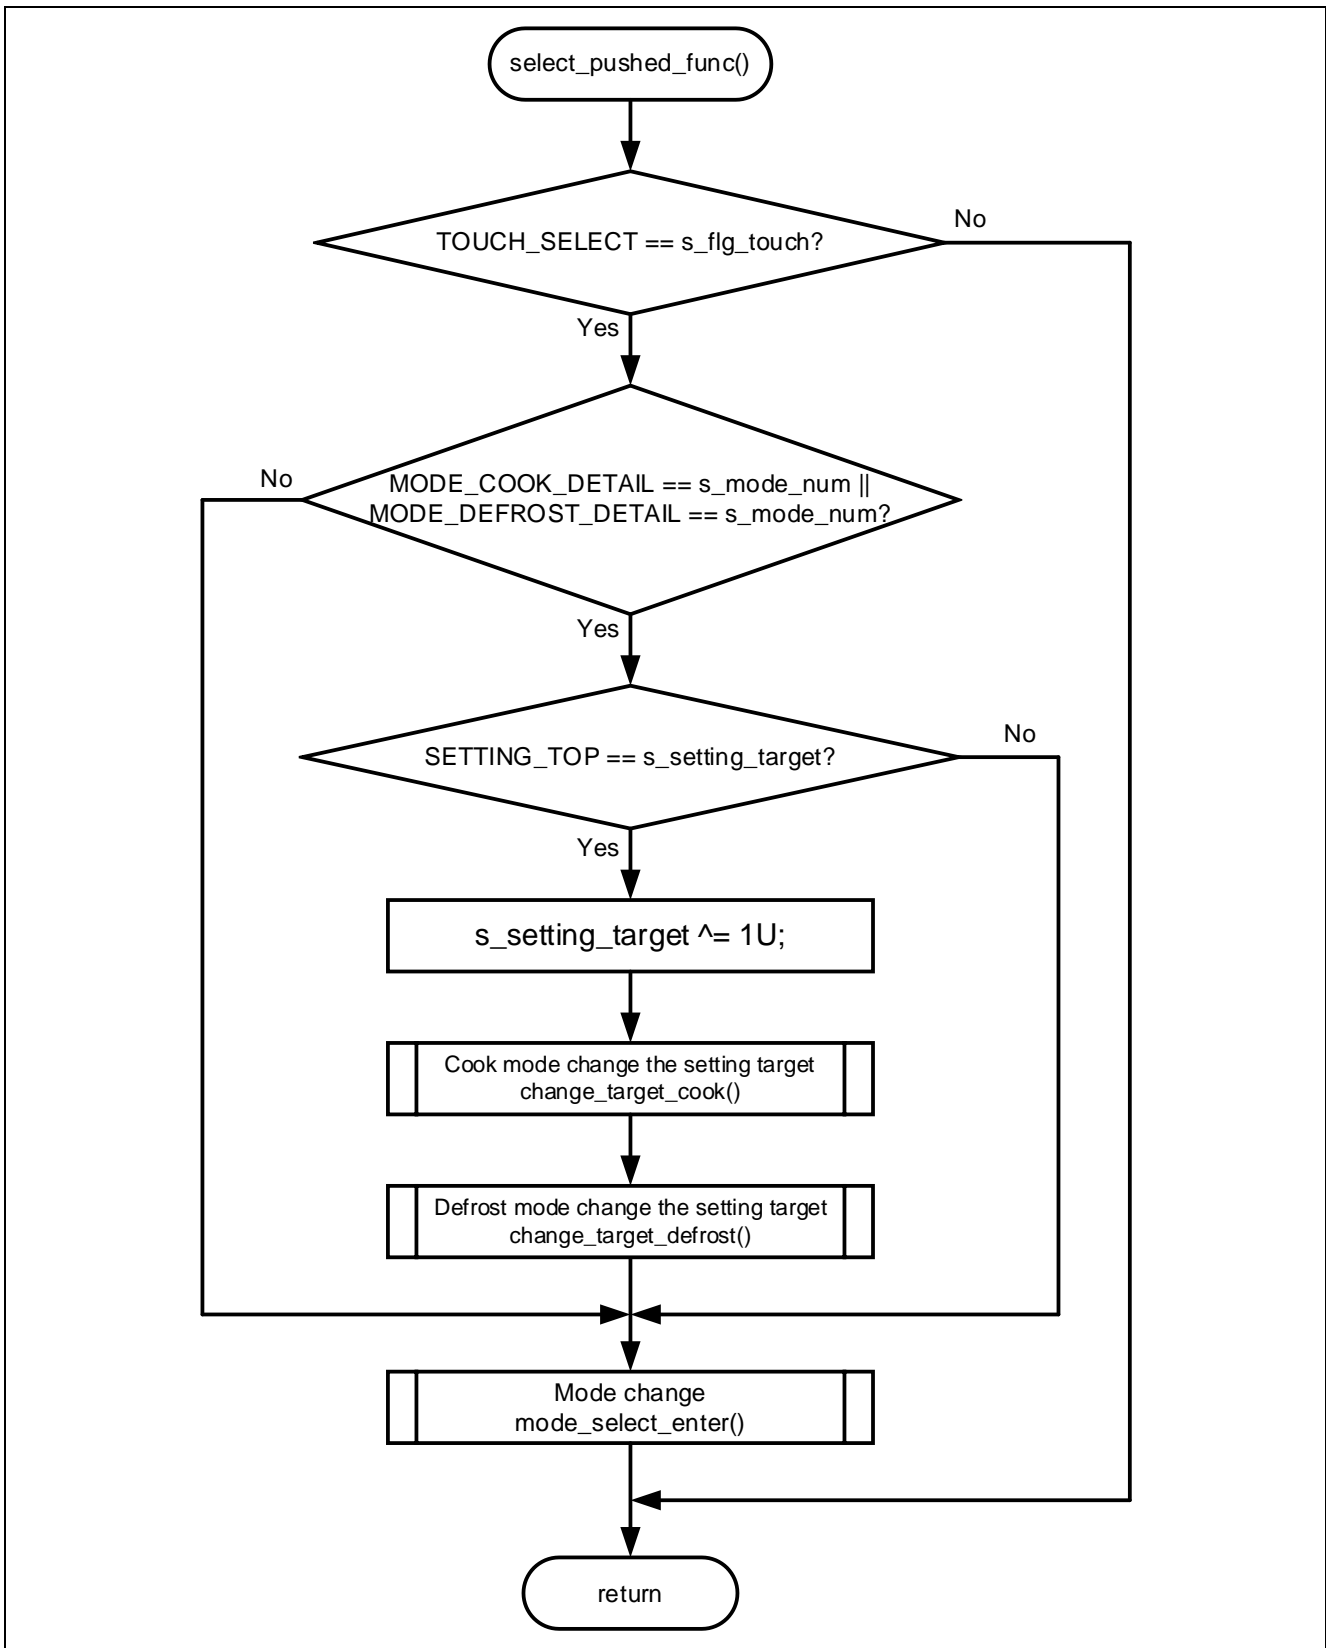 select_pushed_func()
TOUCH_SELECT == s_flg_touch?
No
Yes
No
MODE_COOK_DETAIL == s_mode_num ||
MODE_DEFROST_DETAIL == s_mode_num?
Yes
SETTING_TOP == s_setting_target?
No
Yes
s_setting_target ^= 1U;
Cook mode change the setting target
change_target_cook()
Defrost mode change the setting target
change_target_defrost()
Mode change
mode_select_enter()
return